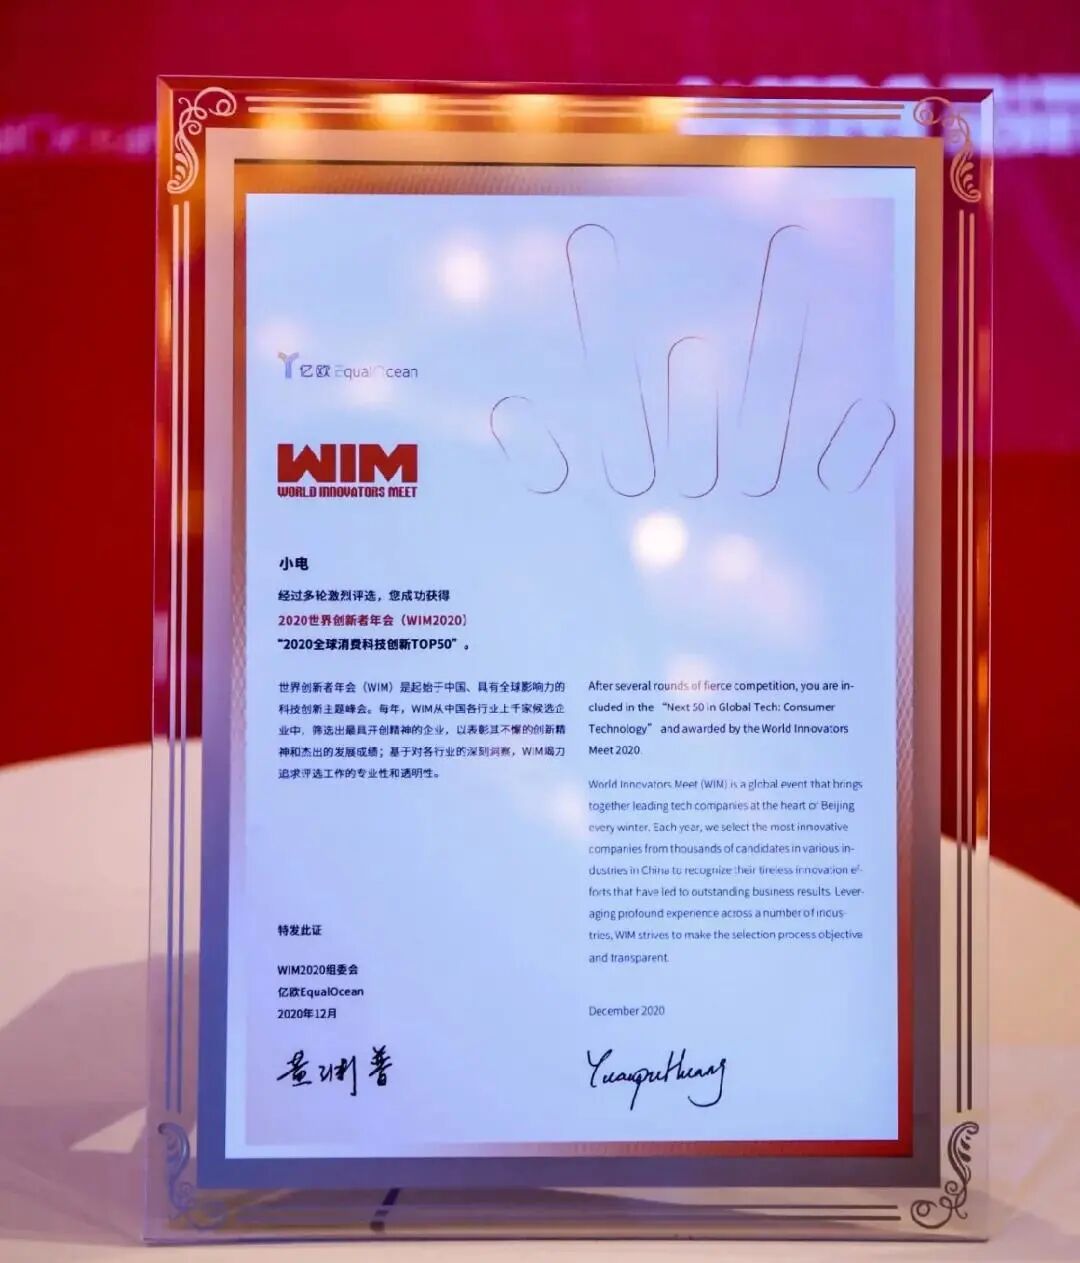 亿欧 EqualOcean
WIM
WORLD INNOVATORS MEET
小电
经过多轮激烈评选，您成功获得
2020世界创新者年会（WIM2020）
“2020全球消费科技创新TOP50”。
世界创新者年会（WIM）是起始于中国、具有全球影响力的
科技创新主题峰会。每年，WIM从中国各行业上千家候选企
业中，筛选出最具开创精神的企业，以表彰其不懈的创新精
神和杰出的发展成绩；基于对各行业的深刻洞察，WIM竭力
追求评选工作的专业性和透明性。
After several rounds of fierce competition, you are in-
cluded in the “Next 50 in Global Tech: Consumer
Technology” and awarded by the World Innovators
Meet 2020.
World Innovators Meet (WIM) is a global event that brings
together leading tech companies at the heart of Beijing
every winter. Each year, we select the most innovative
companies from thousands of candidates in various in-
dustries in China to recognize their tireless innovation ef-
forts that have led to outstanding business results. Lever-
aging profound experience across a number of indus-
tries, WIM strives to make the selection process objective
and transparent.
特发此证
WIM2020组委会
亿欧EqualOcean
2020年12月
December 2020
黄渊普
Yuanpu Huang